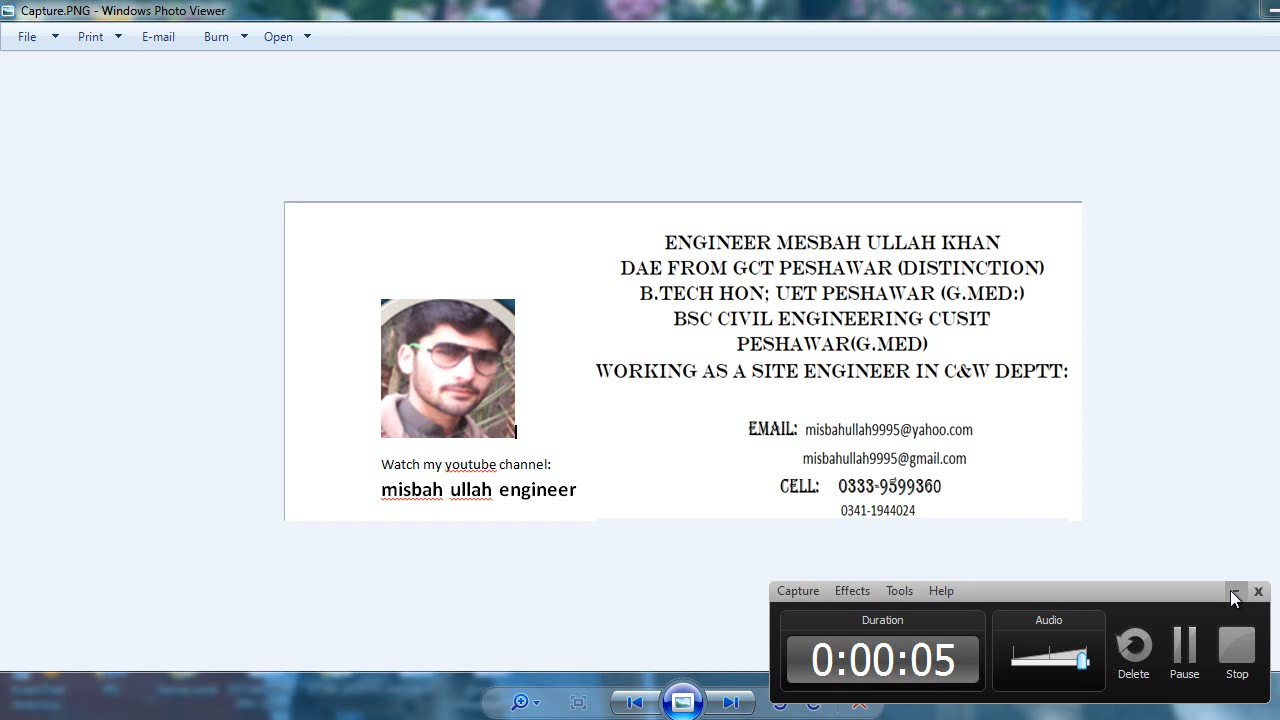 Capture.PNG - Windows Photo Viewer
File Print E-mail Burn Open
ENGINEER MESBAH ULLAH KHAN
DAE FROM GCT PESHAWAR (DISTINCTION)
B.TECH HON; UET PESHAWAR (G.MED:)
BSC CIVIL ENGINEERING CUSIT
PESHAWAR(G.MED)
WORKING AS A SITE ENGINEER IN C&W DEPTT:
EMAIL: misbahullah9995@yahoo.com
misbahullah9995@gmail.com
CELL: 0333-9599360
0341-1944024
Watch my youtube channel:
misbah ullah engineer
Capture Effects Tools Help
Duration Audio
0:00:05
Delete Pause Stop